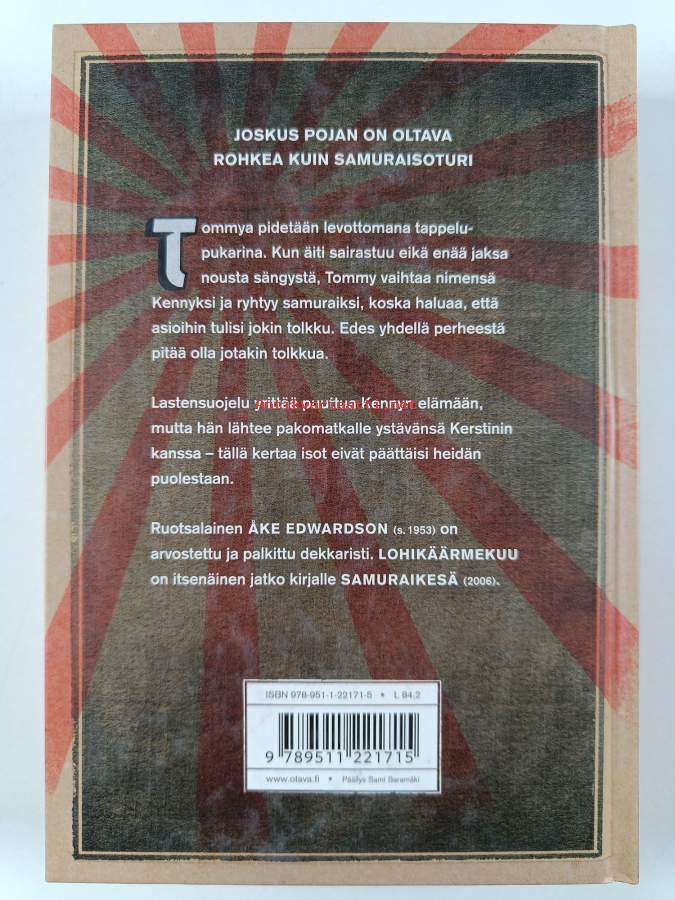 JOSKUS POJAN ON OLTAVA
ROHKEA KUIN SAMURAISOTURI
Tommya pidetään levottomana tappelu-
pukarina. Kun äiti sairastuu eikä enää jaksa
nousta sängystä, Tommy vaihtaa nimensä
Kennyksi ja ryhtyy samuraiksi, koska haluaa, että
asioihin tulisi jokin tolkku. Edes yhdellä perheestä
pitää olla jotakin tolkkua.
Lastensuojelu yrittää puuttua Kennyn elämään,
mutta hän lähtee pakomatkalle ystävänsä Kerstinin
kanssa – tällä kertaa isot eivät päättäisi heidän
puolestaan.
Ruotsalainen ÅKE EDWARDSON (s. 1953) on
arvostettu ja palkittu dekkaristi. LOHIKÄÄRMEKUU
on itsenäinen jatko kirjalle SAMURAIKESÄ (2006).
ISBN 978-951-1-22171-5 • L 84.2
9 789511 221715
www.otava.fi • Päällys Sami Saramäki